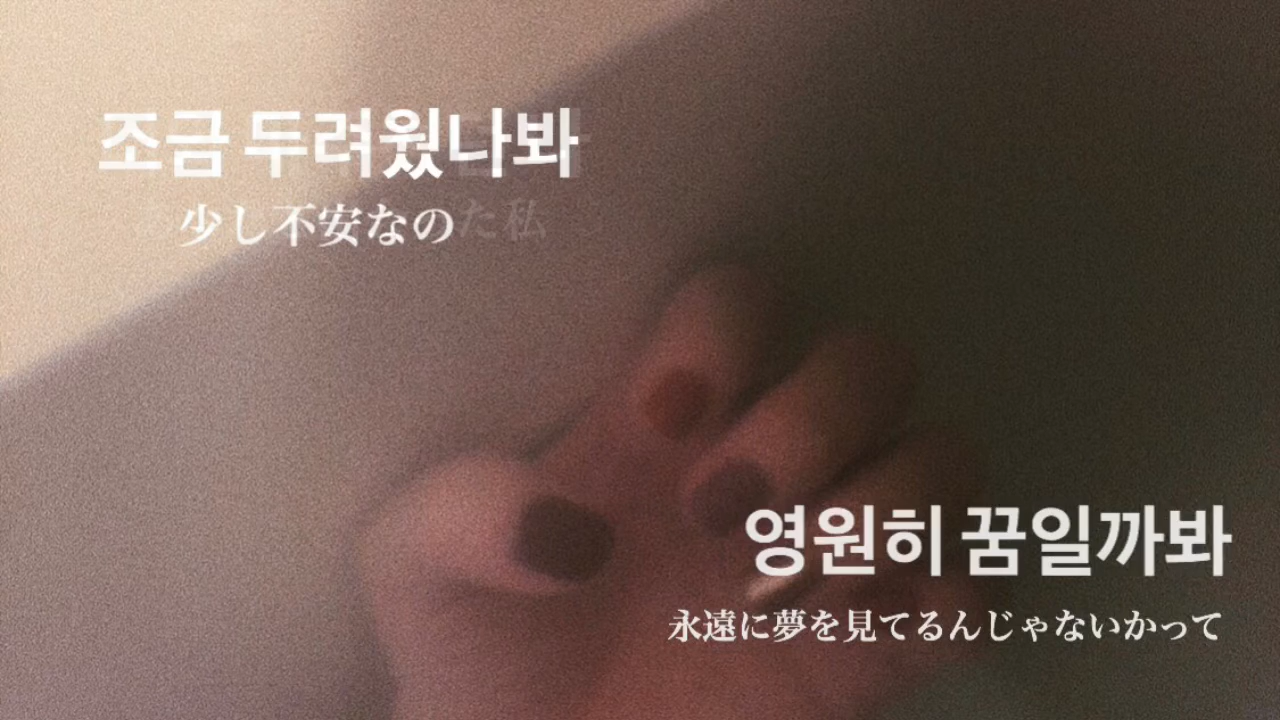 조금 두려웠나봐
少し不安なの
영원히 꿈일까봐
永遠に夢を見てるんじゃないかって